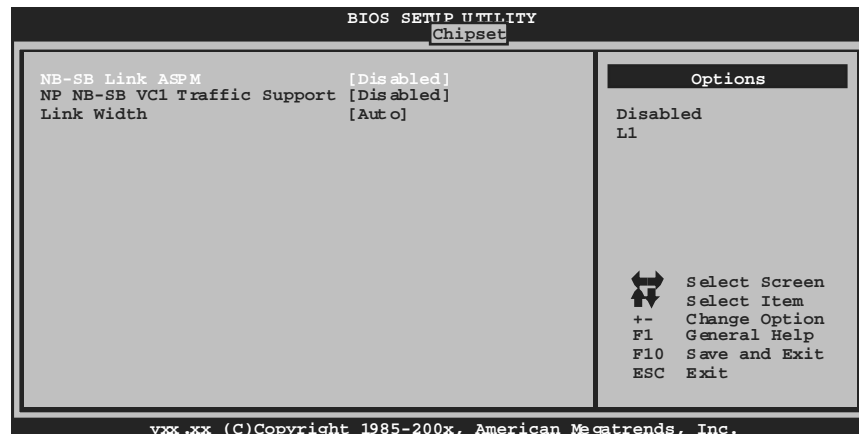 BIOS SETUP UTILITY
Chipset
NB-SB Link ASPM [Disabled]
NP NB-SB VC1 Traffic Support [Disabled]
Link Width [Auto]
Options
Disabled
L1
Select Screen
Select Item
+- Change Option
F1 General Help
F10 Save and Exit
ESC Exit
vxx.xx (C)Copyright 1985-200x, American Megatrends, Inc.